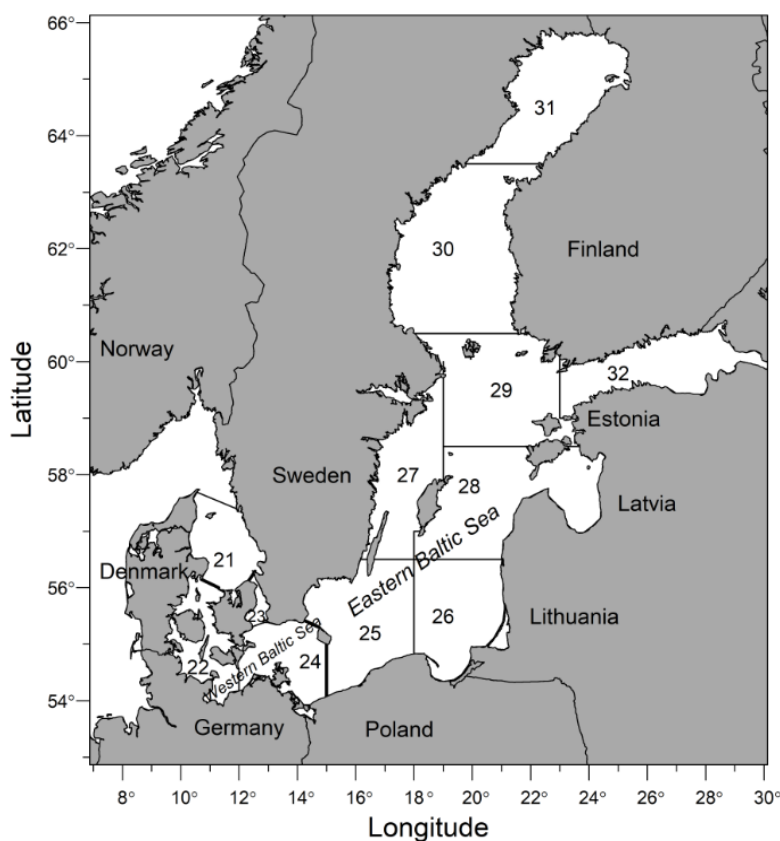 66°
64°
62°
60°
58°
56°
54°
Latitude
31
30
Finland
Norway
32
29
Estonia
Sweden
27
28
Latvia
21
Denmark
Eastern Baltic Sea
23
25
26
Lithuania
22
Western Baltic Sea
24
Germany
Poland
8° 10° 12° 14° 16° 18° 20° 22° 24° 26° 28° 30°
Longitude